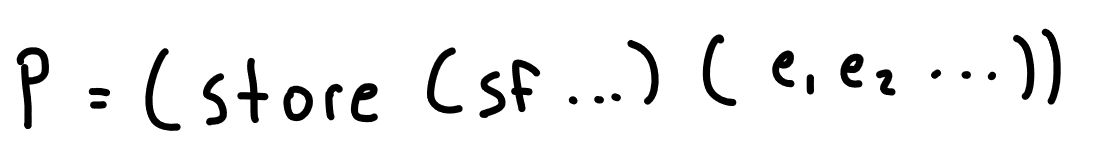 P = (store (sf ...) (e₁ e₂ ...))